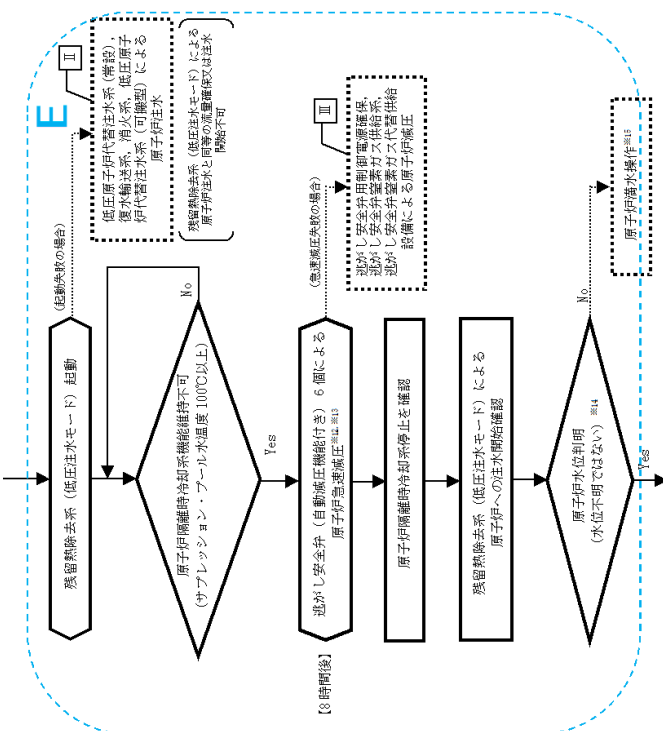 残留熱除去系（低圧注水モード）起動
（起動失敗の場合）
E
Ⅱ
低圧原子炉代替注水系（常設），
復水輸送系，消火系，低圧原子
炉代替注水系（可搬型）による
原子炉注水
残留熱除去系（低圧注水モード）による
原子炉注水と同等の流量確保又は注水
開始不可
原子炉隔離時冷却系機能維持不可
（サプレッション・プール水温度100℃以上）
No
Yes
【8時間後】
逃がし安全弁（自動減圧機能付き）6個による
原子炉急速減圧※12、※13
（急速減圧失敗の場合）
Ⅲ
逃がし安全弁用制御電源確保，
逃がし安全弁窒素ガス供給系，
逃がし安全弁窒素ガス代替供給
設備による原子炉減圧
原子炉隔離時冷却系停止を確認
残留熱除去系（低圧注水モード）による
原子炉への注水開始確認
原子炉水位判明
（水位不明ではない）※14
No
原子炉満水操作※15
Yes